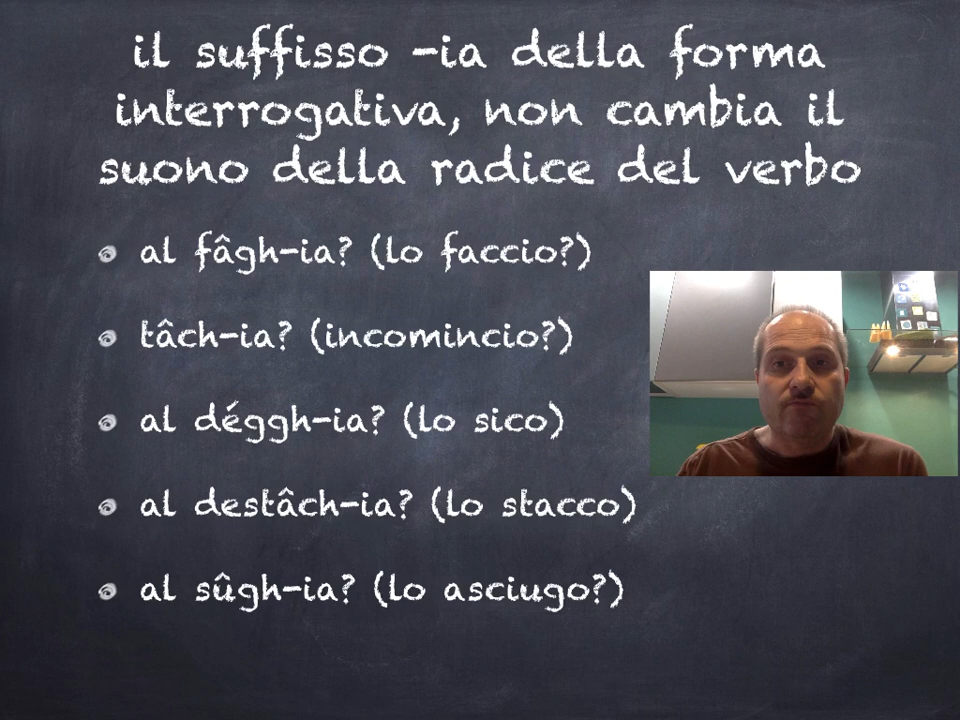 il suffisso -ia della forma
interrogativa, non cambia il
suono della radice del verbo
al fâgh-ia? (lo faccio?)
tâch-ia? (incomincio?)
al déggh-ia? (lo sico)
al destâch-ia? (lo stacco)
al sûgh-ia? (lo asciugo?)